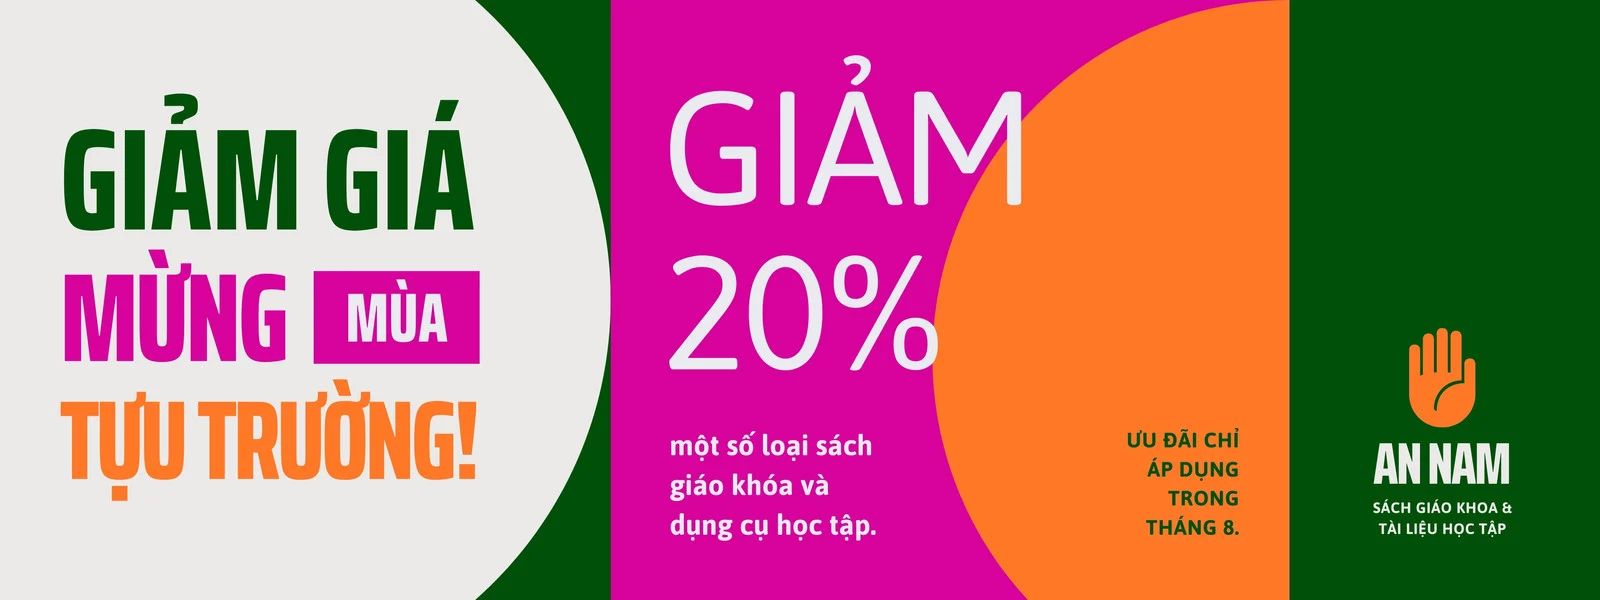 GIẢM GIÁ
MỪNG MÙA
TỰU TRƯỜNG!
GIẢM
20%
một số loại sách
giáo khóa và
dụng cụ học tập.
ƯU ĐÃI CHỈ
ÁP DỤNG
TRONG
THÁNG 8.
AN NAM
SÁCH GIÁO KHOA &
TÀI LIỆU HỌC TẬP